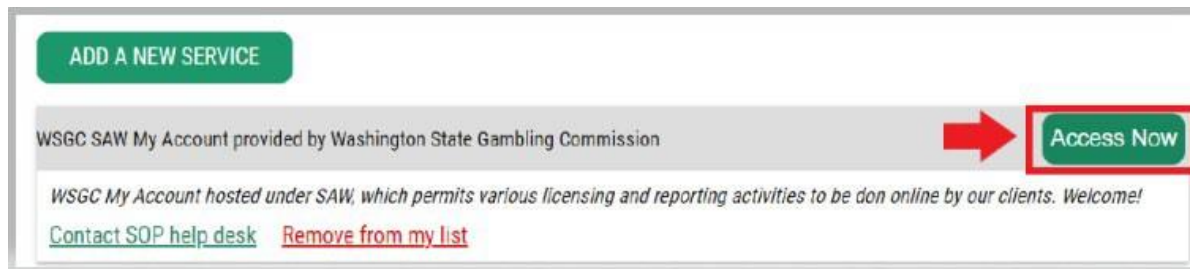 ADD A NEW SERVICE
WSGC SAW My Account provided by Washington State Gambling Commission
Access Now
WSGC My Account hosted under SAW, which permits various licensing and reporting activities to be don online by our clients. Welcome!
Contact SOP help desk Remove from my list